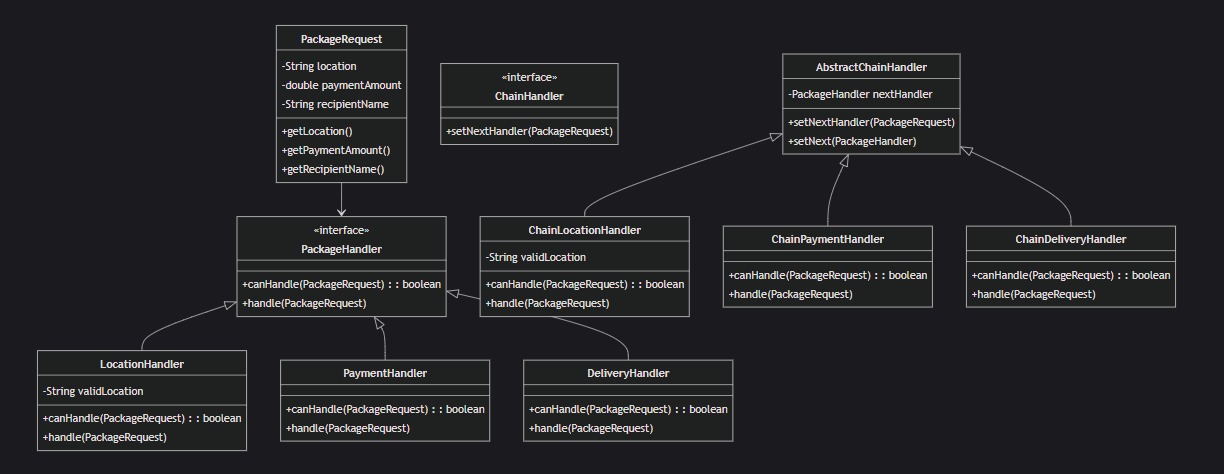 PackageRequest
-String location
-double paymentAmount
-String recipientName
+getLocation()
+getPaymentAmount()
+getRecipientName()
«interface»
ChainHandler
+setNextHandler(PackageRequest)
AbstractChainHandler
-PackageHandler nextHandler
+setNextHandler(PackageRequest)
+setNext(PackageHandler)
«interface»
PackageHandler
+canHandle(PackageRequest) : : boolean
+handle(PackageRequest)
ChainLocationHandler
-String validLocation
+canHandle(PackageRequest) : : boolean
+handle(PackageRequest)
ChainPaymentHandler
+canHandle(PackageRequest) : : boolean
+handle(PackageRequest)
ChainDeliveryHandler
+canHandle(PackageRequest) : : boolean
+handle(PackageRequest)
LocationHandler
-String validLocation
+canHandle(PackageRequest) : : boolean
+handle(PackageRequest)
PaymentHandler
+canHandle(PackageRequest) : : boolean
+handle(PackageRequest)
DeliveryHandler
+canHandle(PackageRequest) : : boolean
+handle(PackageRequest)